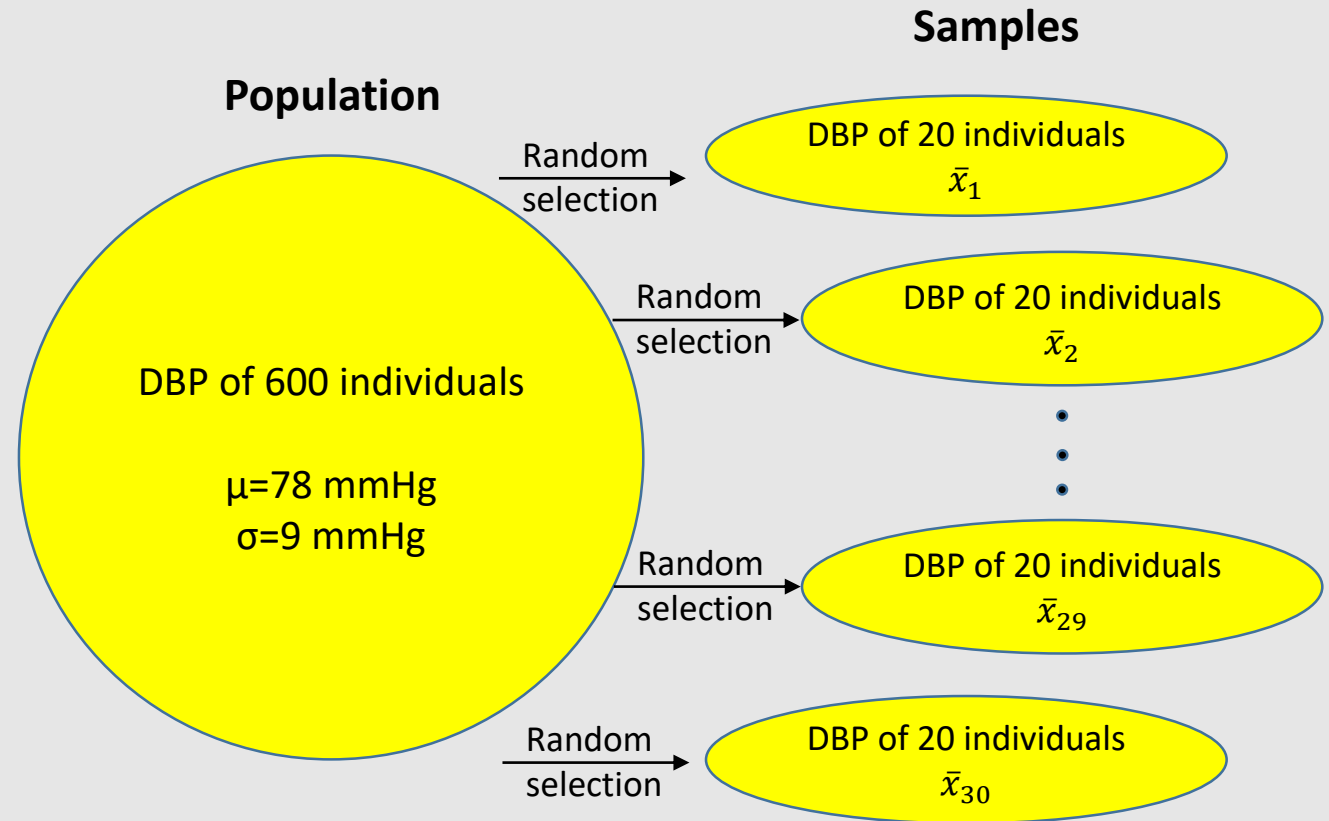 Samples
Population
Random
selection
DBP of 20 individuals
x̄₁
Random
selection
DBP of 20 individuals
x̄₂
DBP of 600 individuals
μ=78 mmHg
σ=9 mmHg
Random
selection
DBP of 20 individuals
x̄₂₉
Random
selection
DBP of 20 individuals
x̄₃₀